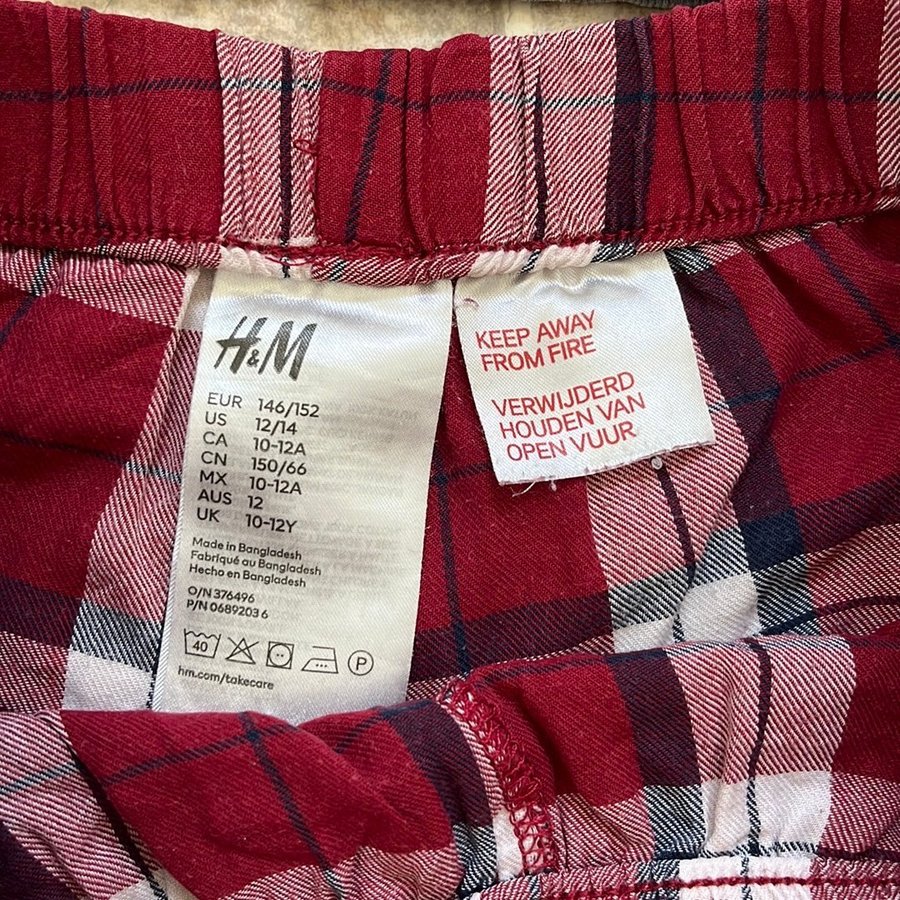 H&M
EUR 146/152
US 12/14
CA 10-12A
CN 150/66
MX 10-12A
AUS 12
UK 10-12Y
Made in Bangladesh
Fabriqué au Bangladesh
Hecho en Bangladesh
O/N 376496
P/N 0689203 6
40 P
hm.com/takecare
KEEP AWAY
FROM FIRE
VERWIJDERD
HOUDEN VAN
OPEN VUUR